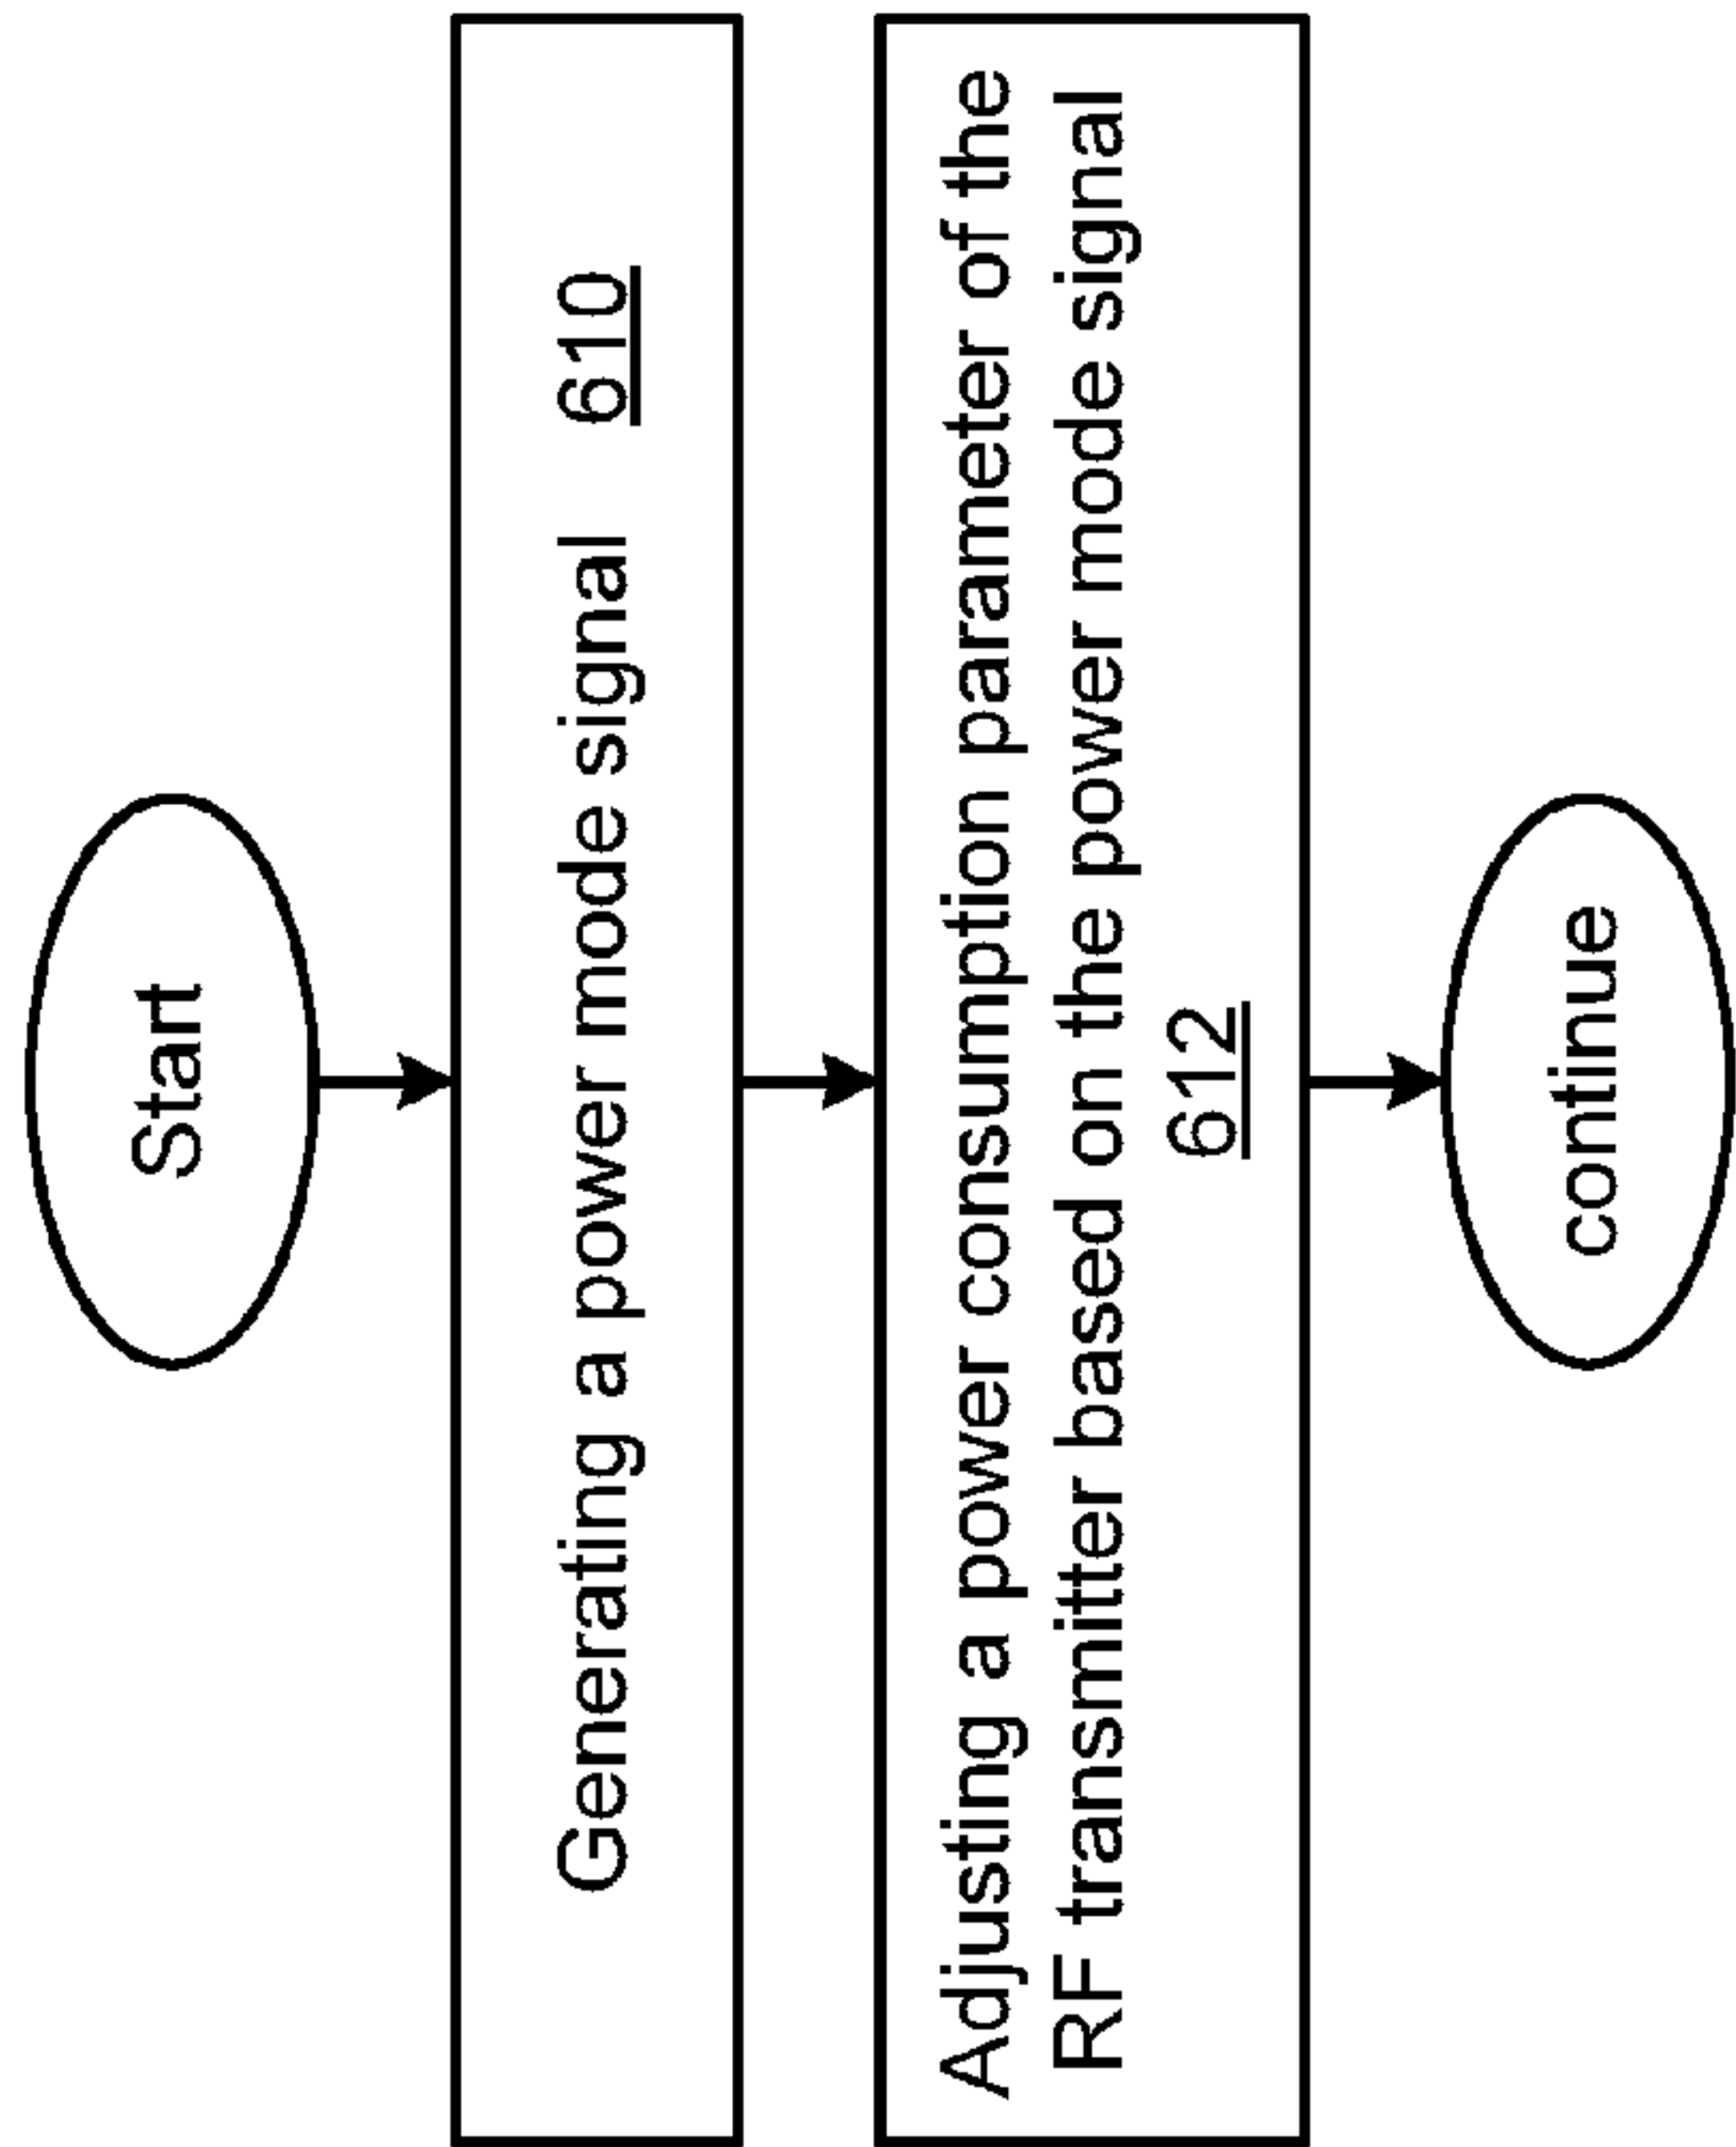 Start
Generating a power mode signal 610
Adjusting a power consumption parameter of the
RF transmitter based on the power mode signal
612
continue